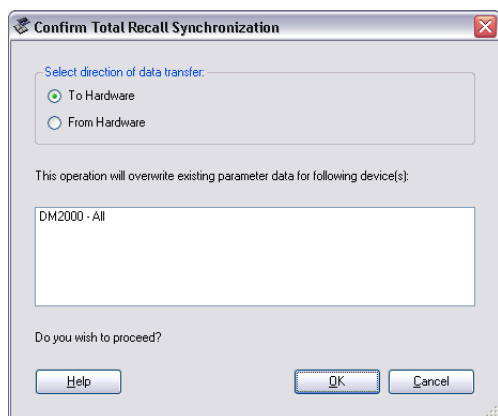 Confirm Total Recall Synchronization
Select direction of data transfer:
To Hardware
From Hardware
This operation will overwrite existing parameter data for following device(s):
DM2000 - All
Do you wish to proceed?
Help
OK
Cancel